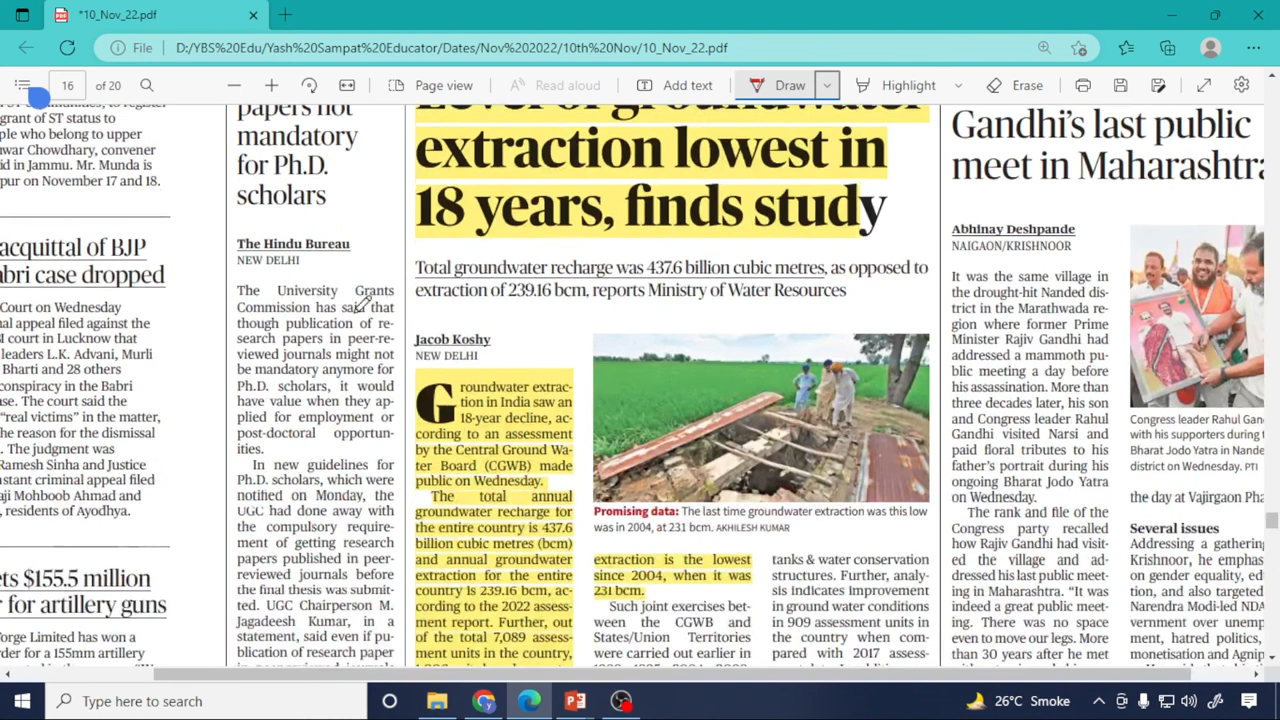 *10_Nov_22.pdf
File
D:/YBS%20Edu/Yash%20Sampat%20Educator/Dates/Nov%202022/10th%20Nov/10_Nov_22.pdf
16 of 20
Page view
Read aloud
Add text
Draw
Highlight
Erase
grant of ST status to
ple who belong to upper
nwar Chowdhary, convener
id in Jammu. Mr. Munda is
pur on November 17 and 18.
acquittal of BJP
bri case dropped
Court on Wednesday
nal appeal filed against the
I court in Lucknow that
leaders L.K. Advani, Murli
Bharti and 28 others
conspiracy in the Babri
se. The court said the
"real victims" in the matter,
he reason for the dismissal
. The judgment was
Ramesh Sinha and Justice
stant criminal appeal filed
aji Mohboob Ahmad and
, residents of Ayodhya.
ets $155.5 million
r for artillery guns
orge Limited has won a
rder for a 155mm artillery
papers not
mandatory
for Ph.D.
scholars
The Hindu Bureau
NEW DELHI
The University Grants
Commission has said that
though publication of re-
search papers in peer-re-
viewed journals might not
be mandatory anymore for
Ph.D. scholars, it would
have value when they ap-
plied for employment or
post-doctoral opportun-
ities.
In new guidelines for
Ph.D. scholars, which were
notified on Monday, the
UGC had done away with
the compulsory require-
ment of getting research
papers published in peer-
reviewed journals before
the final thesis was submit-
ted. UGC Chairperson M.
Jagadeesh Kumar, in a
statement, said even if pu-
blication of research paper
Level of groundwater
extraction lowest in
18 years, finds study
Total groundwater recharge was 437.6 billion cubic metres, as opposed to
extraction of 239.16 bcm, reports Ministry of Water Resources
Jacob Koshy
NEW DELHI
Groundwater extrac-
tion in India saw an
18-year decline, ac-
cording to an assessment
by the Central Ground Wa-
ter Board (CGWB) made
public on Wednesday.
The total annual
groundwater recharge for
the entire country is 437.6
billion cubic metres (bcm)
and annual groundwater
extraction for the entire
country is 239.16 bcm, ac-
cording to the 2022 assess-
ment report. Further, out
of the total 7,089 assess-
ment units in the country,
Promising data: The last time groundwater extraction was this low
was in 2004, at 231 bcm. AKHILESH KUMAR
extraction is the lowest
since 2004, when it was
231 bcm.
Such joint exercises bet-
ween the CGWB and
States/Union Territories
were carried out earlier in
tanks & water conservation
structures. Further, analy-
sis indicates Improvement
in ground water conditions
in 909 assessment units in
the country when com-
pared with 2017 assess-
Gandhi's last public
meet in Maharashtra
Abhinay Deshpande
NAIGAON/KRISHNOOR
It was the same village in
the drought-hit Nanded dis-
trict in the Marathwada re-
gion where former Prime
Minister Rajiv Gandhi had
addressed a mammoth pu-
blic meeting a day before
his assassination. More than
three decades later, his son
and Congress leader Rahul
Gandhi visited Narsi and
paid floral tributes to his
father's portrait during his
ongoing Bharat Jodo Yatra
on Wednesday.
The rank and file of the
Congress party recalled
how Rajiv Gandhi had visit-
ed the village and ad-
dressed his last public meet-
ing in Maharashtra. "It was
indeed a great public meet-
ing. There was no space
even to move our legs. More
than 30 years after he met
Congress leader Rahul Gan
with his supporters during t
Bharat Jodo Yatra in Nande
district on Wednesday. PTI
the day at Vajirgaon Pha
Several issues
Addressing a gathering
Krishnoor, he emphas
on gender equality, ed
tion, and also targeted
Narendra Modi-led NDA
vernment over unemp
ment, hatred politics,
monetisation and Agnip
Type here to search
26°C Smoke